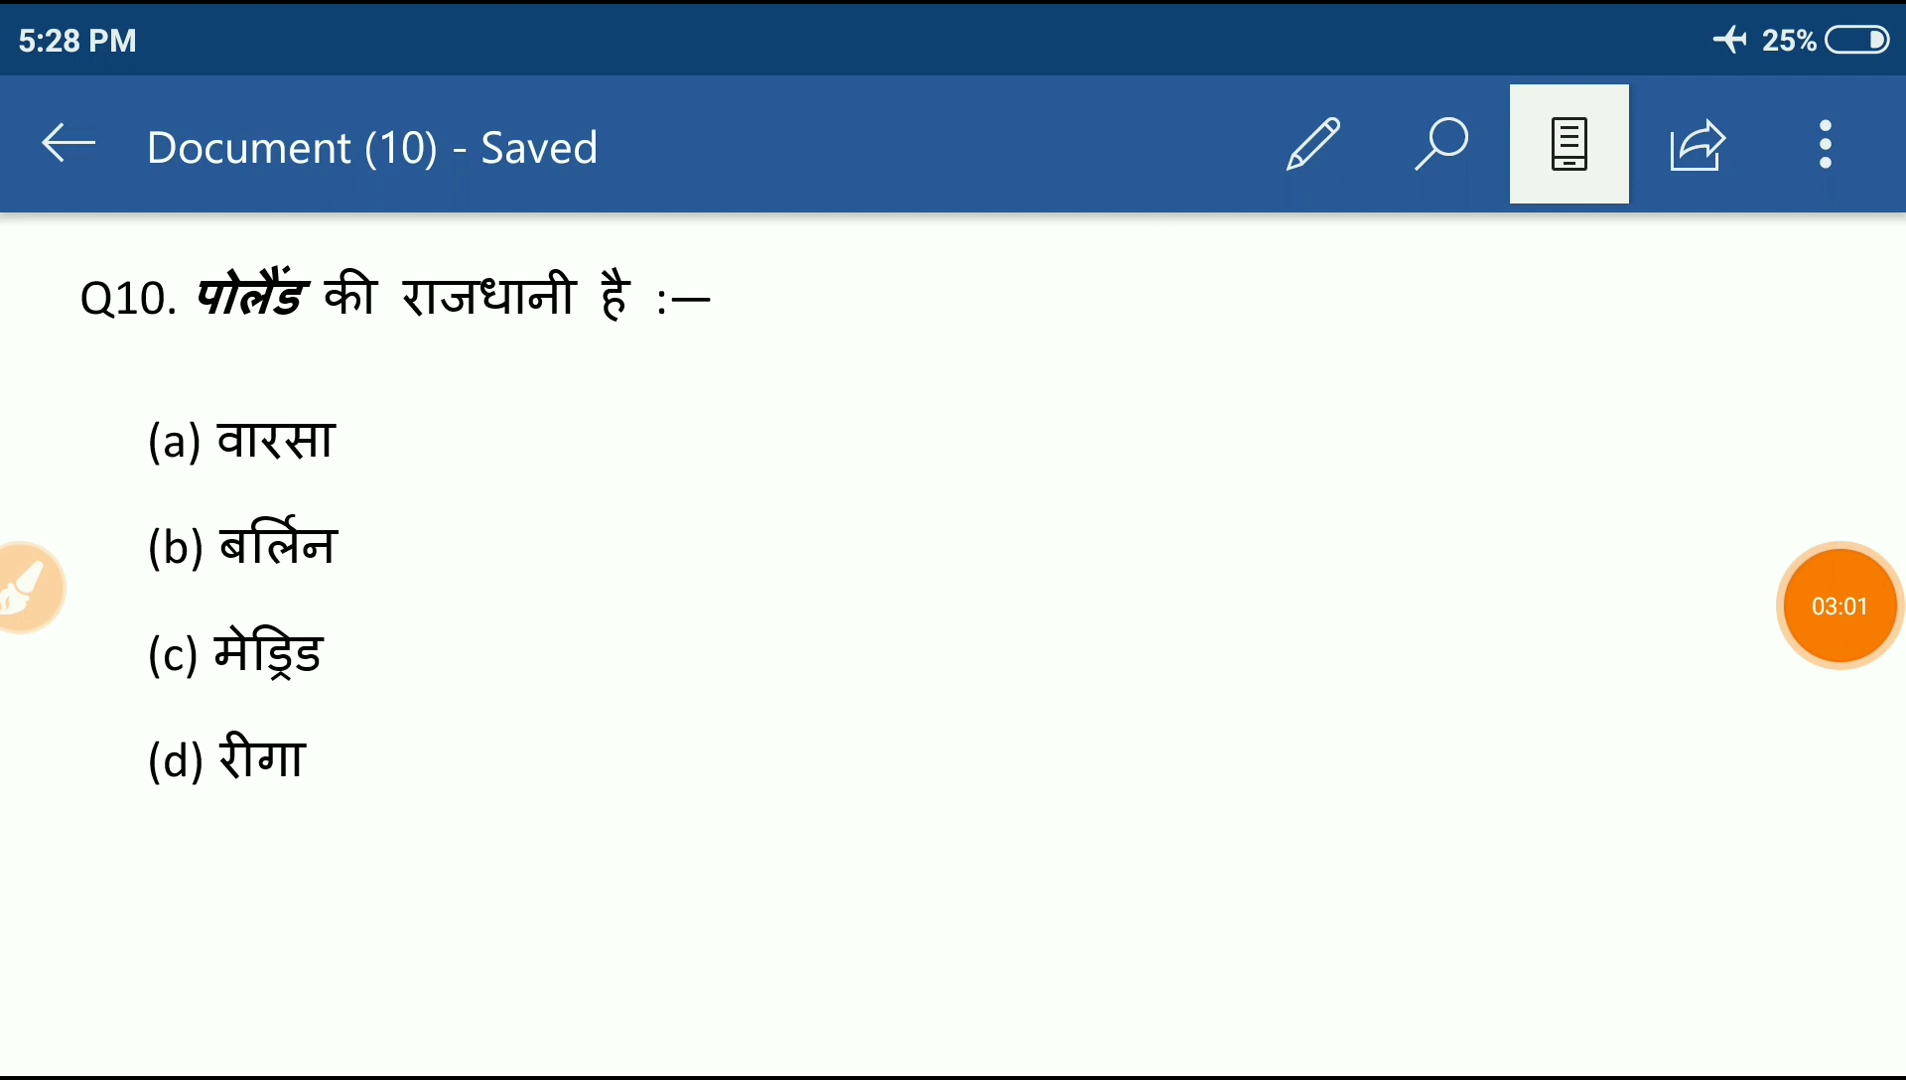 5:28 PM 25%
Document (10) - Saved
Q10. पोलैंड की राजधानी है :—
(a) वारसा
(b) बर्लिन
(c) मेड्रिड
(d) रीगा
03:01